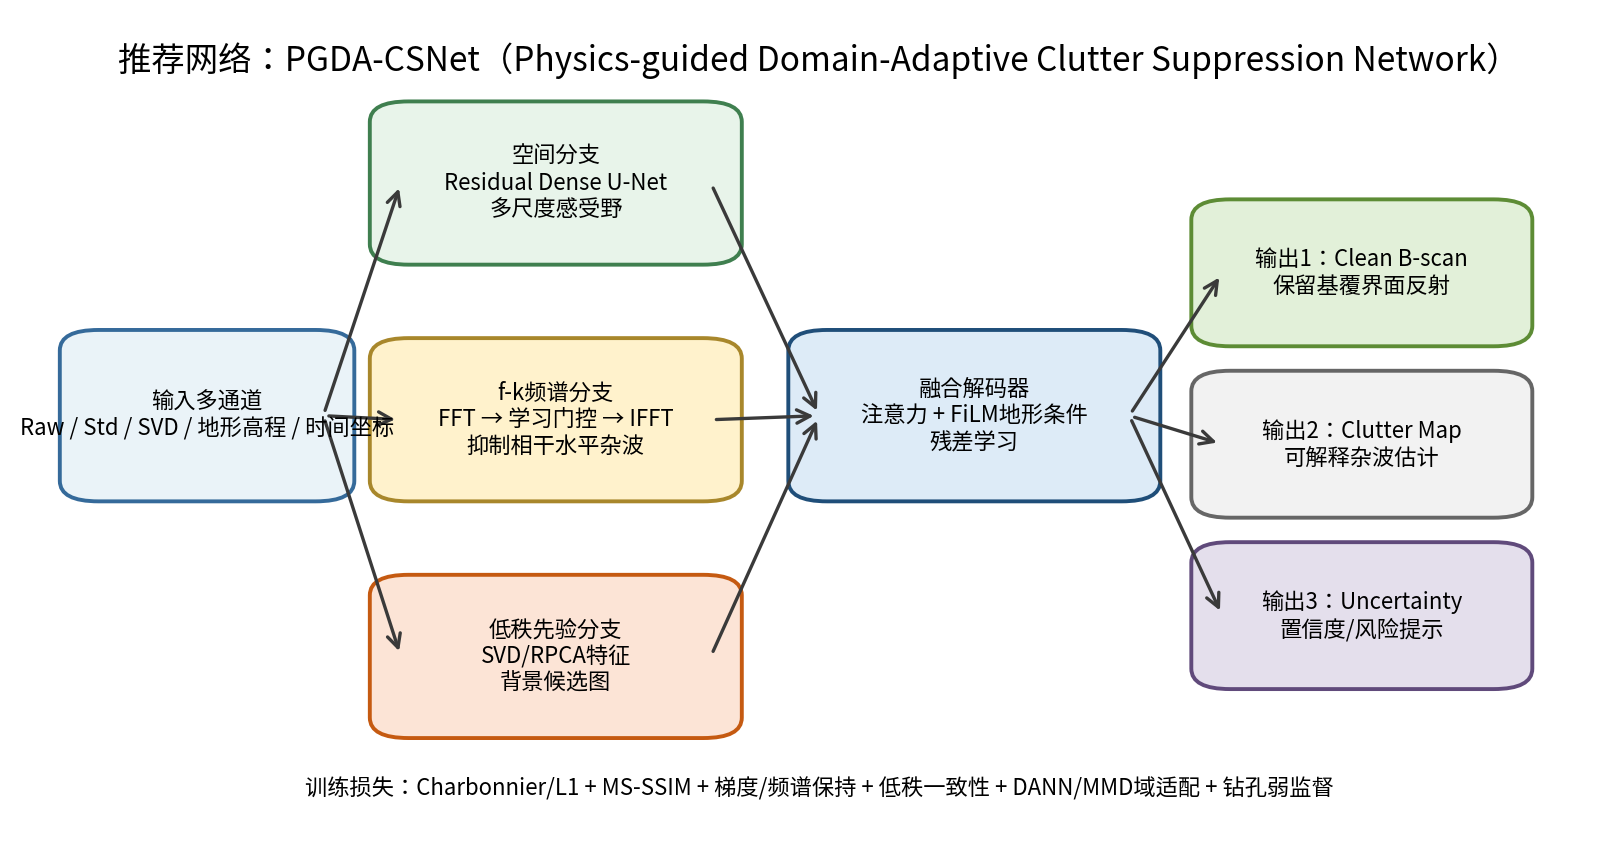 推荐网络：PGDA-CSNet（Physics-guided Domain-Adaptive Clutter Suppression Network）
输入多通道
Raw / Std / SVD / 地形高程 / 时间坐标
空间分支
Residual Dense U-Net
多尺度感受野
f-k频谱分支
FFT → 学习门控 → IFFT
抑制相干水平杂波
低秩先验分支
SVD/RPCA特征
背景候选图
融合解码器
注意力 + FiLM地形条件
残差学习
输出1：Clean B-scan
保留基覆界面反射
输出2：Clutter Map
可解释杂波估计
输出3：Uncertainty
置信度/风险提示
训练损失：Charbonnier/L1 + MS-SSIM + 梯度/频谱保持 + 低秩一致性 + DANN/MMD域适配 + 钻孔弱监督